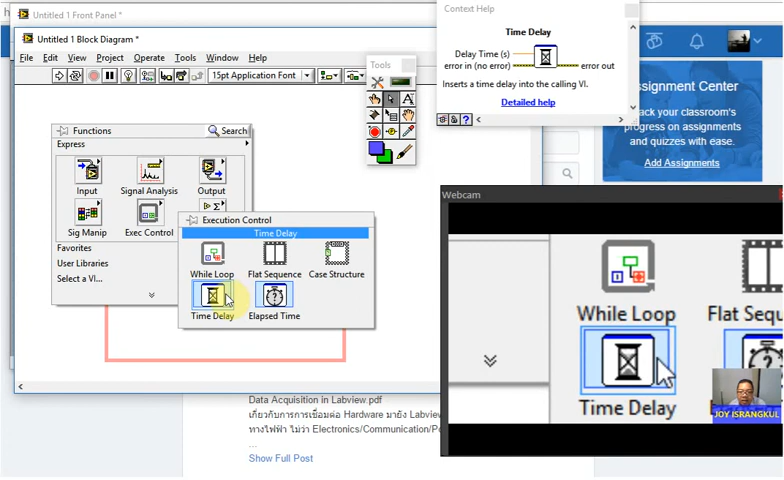 Untitled 1 Front Panel *
Untitled 1 Block Diagram *
File Edit View Project Operate Tools Window Help
15pt Application Font
Tools
Context Help
Time Delay
Delay Time (s)
error in (no error)
error out
Inserts a time delay into the calling VI.
Detailed help
Assignment Center
ack your classroom's
progress on assignments
and quizzes with ease.
Add Assignments
Functions
Search
Express
Input
Signal Analysis
Output
Sig Manip
Exec Control
Favorites
User Libraries
Select a VI...
Execution Control
Time Delay
While Loop
Flat Sequence
Case Structure
Time Delay
Elapsed Time
Webcam
While Loop
Flat Sequ
Time Delay
JOY ISRANGKUL
Data Acquisition in Labview.pdf
เกี่ยวกับการเชื่อมต่อ Hardware มายัง Labview
ทางไฟฟ้า ไม่ว่า Electronics/Communication/Po
...
Show Full Post